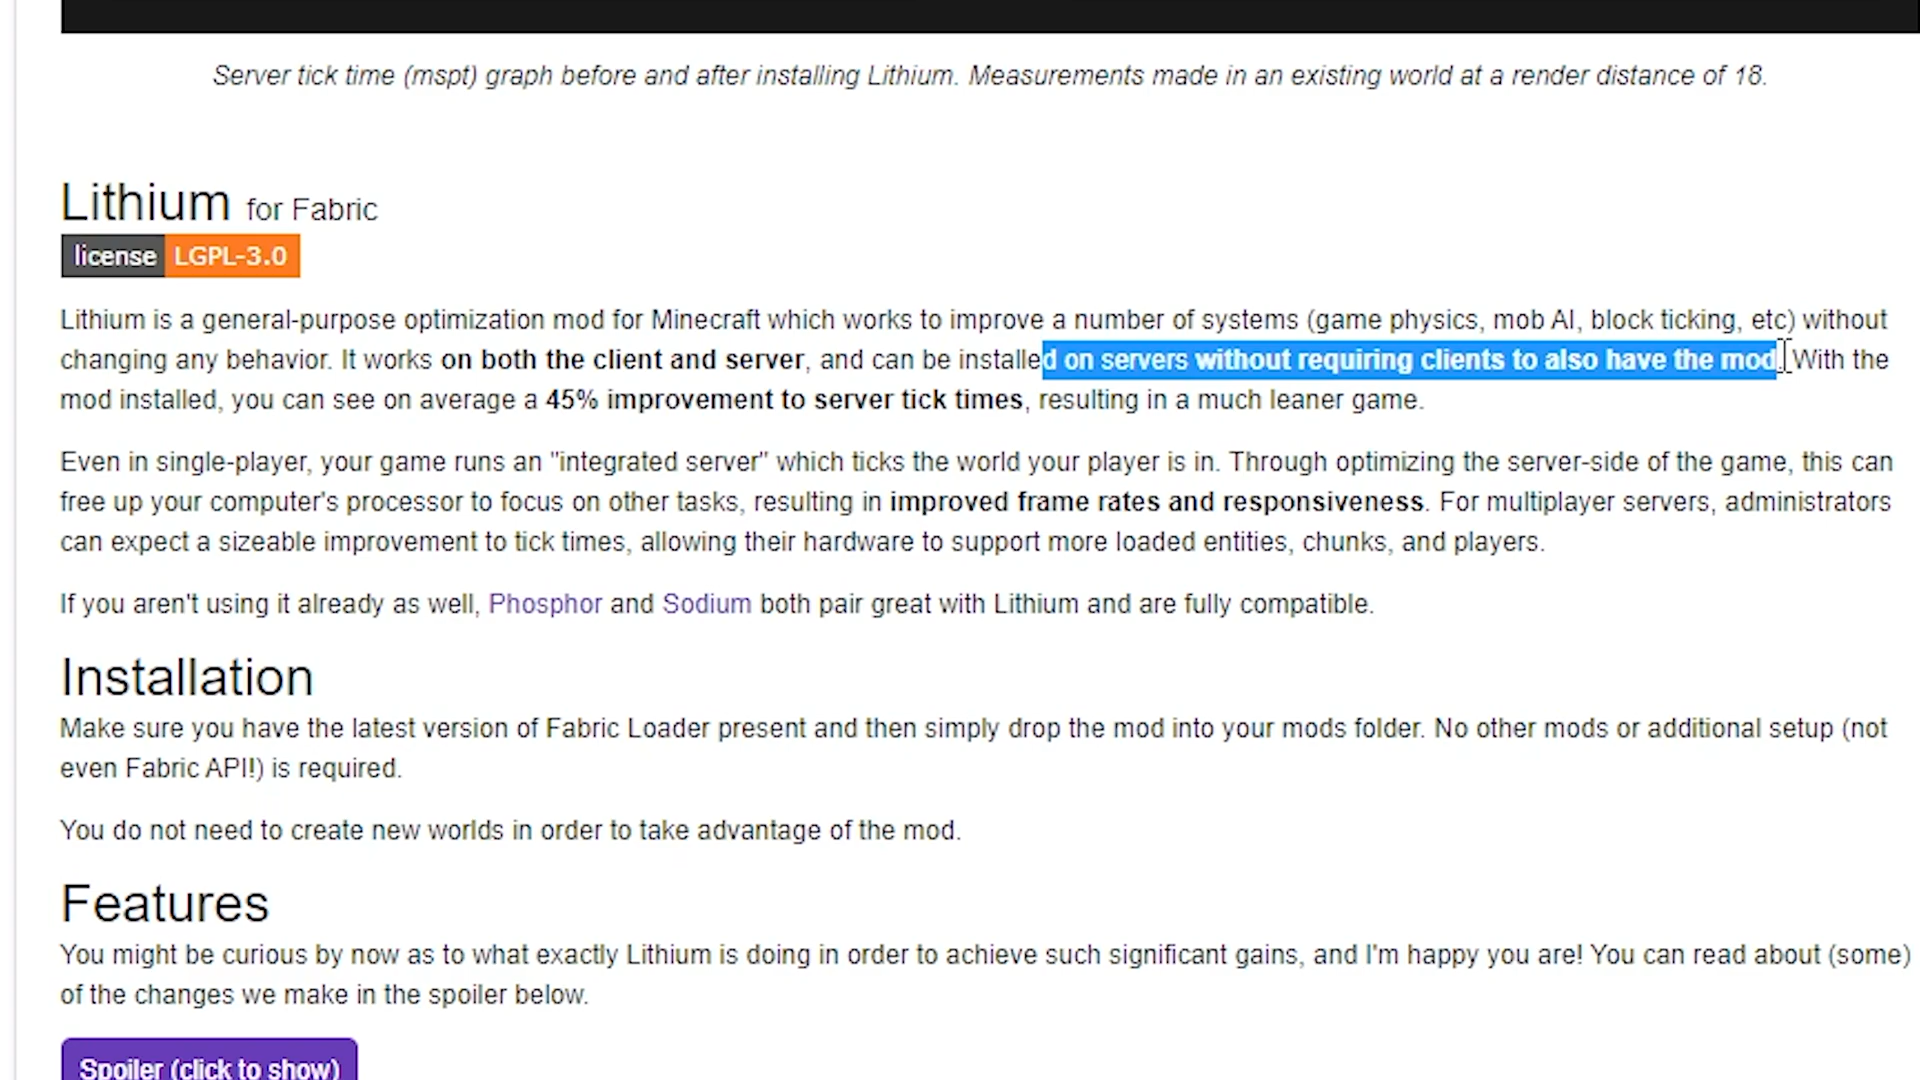 Server tick time (mspt) graph before and after installing Lithium. Measurements made in an existing world at a render distance of 18.
Lithium for Fabric
license LGPL-3.0
Lithium is a general-purpose optimization mod for Minecraft which works to improve a number of systems (game physics, mob AI, block ticking, etc) without
changing any behavior. It works on both the client and server, and can be installed on servers without requiring clients to also have the mod. With the
mod installed, you can see on average a 45% improvement to server tick times, resulting in a much leaner game.
Even in single-player, your game runs an "integrated server" which ticks the world your player is in. Through optimizing the server-side of the game, this can
free up your computer's processor to focus on other tasks, resulting in improved frame rates and responsiveness. For multiplayer servers, administrators
can expect a sizeable improvement to tick times, allowing their hardware to support more loaded entities, chunks, and players.
If you aren't using it already as well, Phosphor and Sodium both pair great with Lithium and are fully compatible.
Installation
Make sure you have the latest version of Fabric Loader present and then simply drop the mod into your mods folder. No other mods or additional setup (not
even Fabric API!) is required.
You do not need to create new worlds in order to take advantage of the mod.
Features
You might be curious by now as to what exactly Lithium is doing in order to achieve such significant gains, and I'm happy you are! You can read about (some)
of the changes we make in the spoiler below.
Spoiler (click to show)